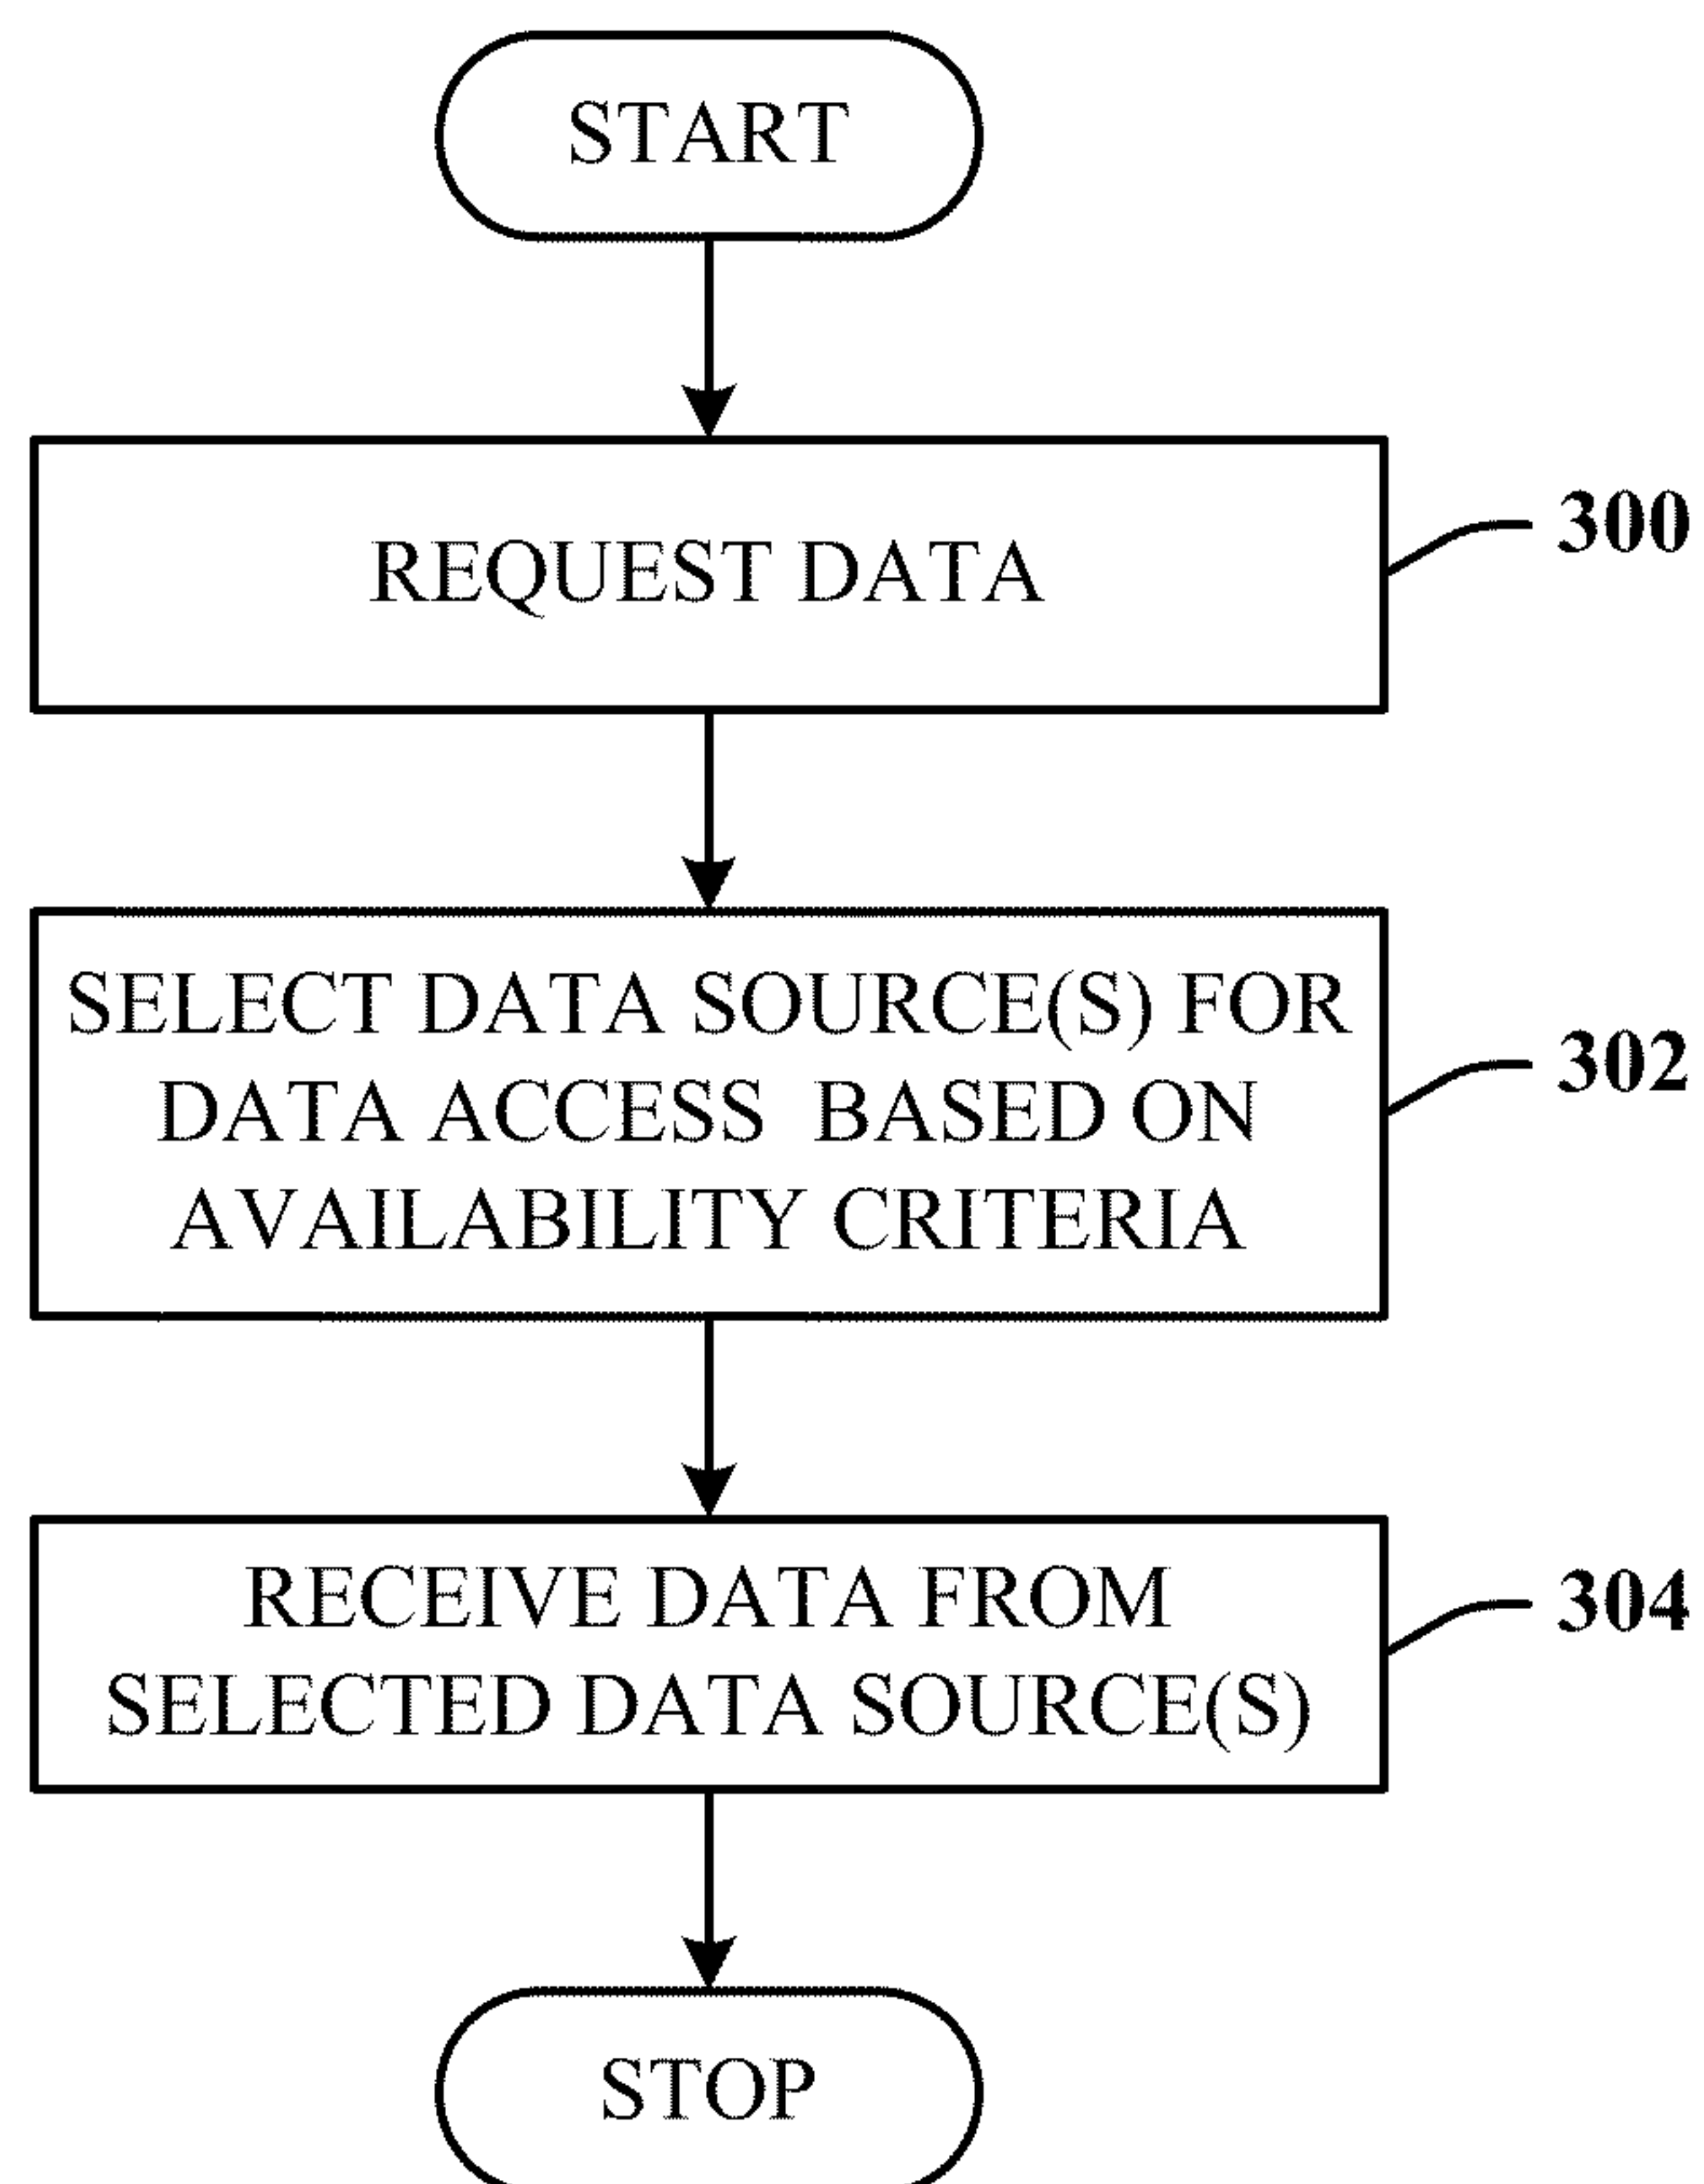 START
REQUEST DATA
300
SELECT DATA SOURCE(S) FOR
DATA ACCESS BASED ON
AVAILABILITY CRITERIA
302
RECEIVE DATA FROM
SELECTED DATA SOURCE(S)
304
STOP